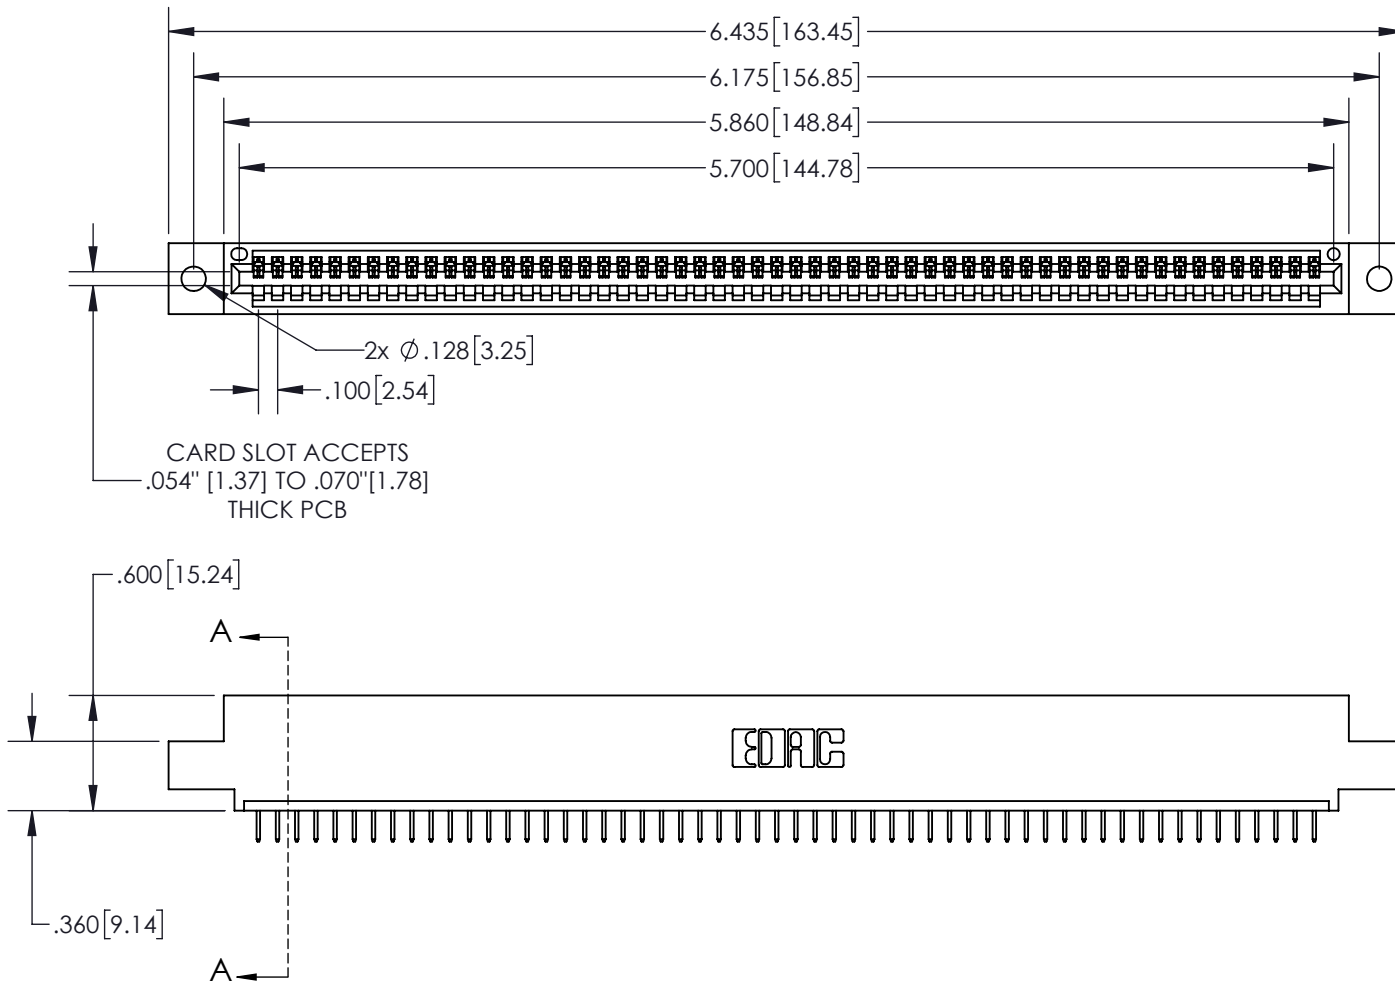 6.435[163.45]
6.175[156.85]
5.860[148.84]
5.700[144.78]
2x Ø.128[3.25]
.100[2.54]
CARD SLOT ACCEPTS
.054" [1.37] TO .070"[1.78]
THICK PCB
.600[15.24]
A
EDAC
.360[9.14]
A